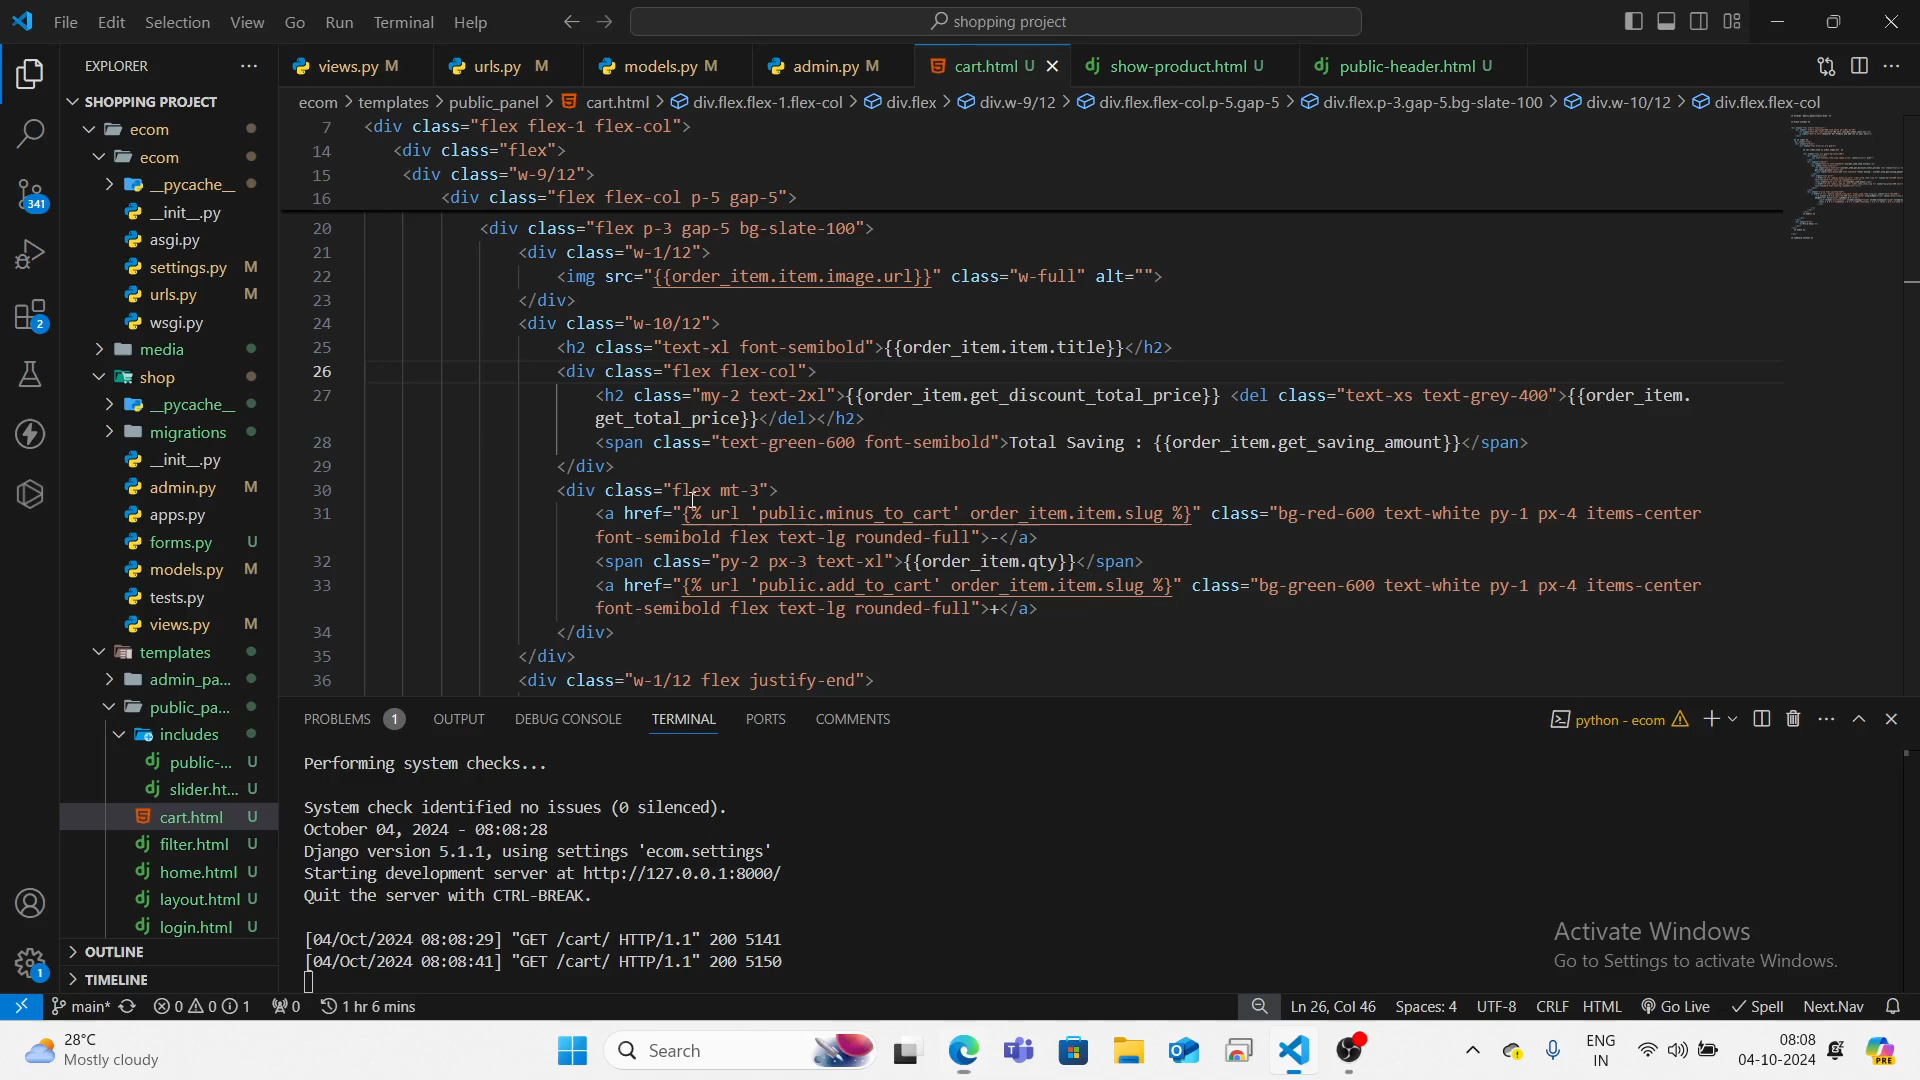 File Edit Selection View Go Run Terminal Help
shopping project
EXPLORER
views.py M
urls.py M
models.py M
admin.py M
cart.html U
show-product.html U
public-header.html U
ecom > templates > public_panel > cart.html > div.flex.flex-1.flex-col > div.flex > div.w-9/12 > div.flex.flex-col.p-5.gap-5 > div.flex.p-3.gap-5.bg-slate-100 > div.w-10/12 > div.flex.flex-col
SHOPPING PROJECT
ecom
ecom
__pycache__
__init__.py
asgi.py
settings.py M
urls.py M
wsgi.py
media
shop
__pycache__
migrations
__init__.py
admin.py M
apps.py
forms.py U
models.py M
tests.py
views.py M
templates
admin_pa...
public_pa...
includes
public-... U
slider.ht... U
cart.html U
filter.html U
home.html U
layout.html U
login.html U
OUTLINE
TIMELINE
341
2
1
7 <div class="flex flex-1 flex-col">
14 <div class="flex">
15 <div class="w-9/12">
16 <div class="flex flex-col p-5 gap-5">
20 <div class="flex p-3 gap-5 bg-slate-100">
21 <div class="w-1/12">
22 <img src="{{order_item.item.image.url}}" class="w-full" alt="">
23 </div>
24 <div class="w-10/12">
25 <h2 class="text-xl font-semibold">{{order_item.item.title}}</h2>
26 <div class="flex flex-col">
27 <h2 class="my-2 text-2xl">{{order_item.get_discount_total_price}} <del class="text-xs text-grey-400">{{order_item.
get_total_price}}</del></h2>
28 <span class="text-green-600 font-semibold">Total Saving : {{order_item.get_saving_amount}}</span>
29 </div>
30 <div class="flex mt-3">
31 <a href="{% url 'public.minus_to_cart' order_item.item.slug %}" class="bg-red-600 text-white py-1 px-4 items-center
font-semibold flex text-lg rounded-full">-</a>
32 <span class="py-2 px-3 text-xl">{{order_item.qty}}</span>
33 <a href="{% url 'public.add_to_cart' order_item.item.slug %}" class="bg-green-600 text-white py-1 px-4 items-center
font-semibold flex text-lg rounded-full">+</a>
34 </div>
35 </div>
36 <div class="w-1/12 flex justify-end">
PROBLEMS 1 OUTPUT DEBUG CONSOLE TERMINAL PORTS COMMENTS
python - ecom
Performing system checks...
System check identified no issues (0 silenced).
October 04, 2024 - 08:08:28
Django version 5.1.1, using settings 'ecom.settings'
Starting development server at http://127.0.0.1:8000/
Quit the server with CTRL-BREAK.
[04/Oct/2024 08:08:29] "GET /cart/ HTTP/1.1" 200 5141
[04/Oct/2024 08:08:41] "GET /cart/ HTTP/1.1" 200 5150
Activate Windows
Go to Settings to activate Windows.
main* 0 0 1 0 1 hr 6 mins
Ln 26, Col 46 Spaces: 4 UTF-8 CRLF HTML Go Live Spell Next.Nav
28°C
Mostly cloudy
Search
ENG
IN
08:08
04-10-2024
PRE